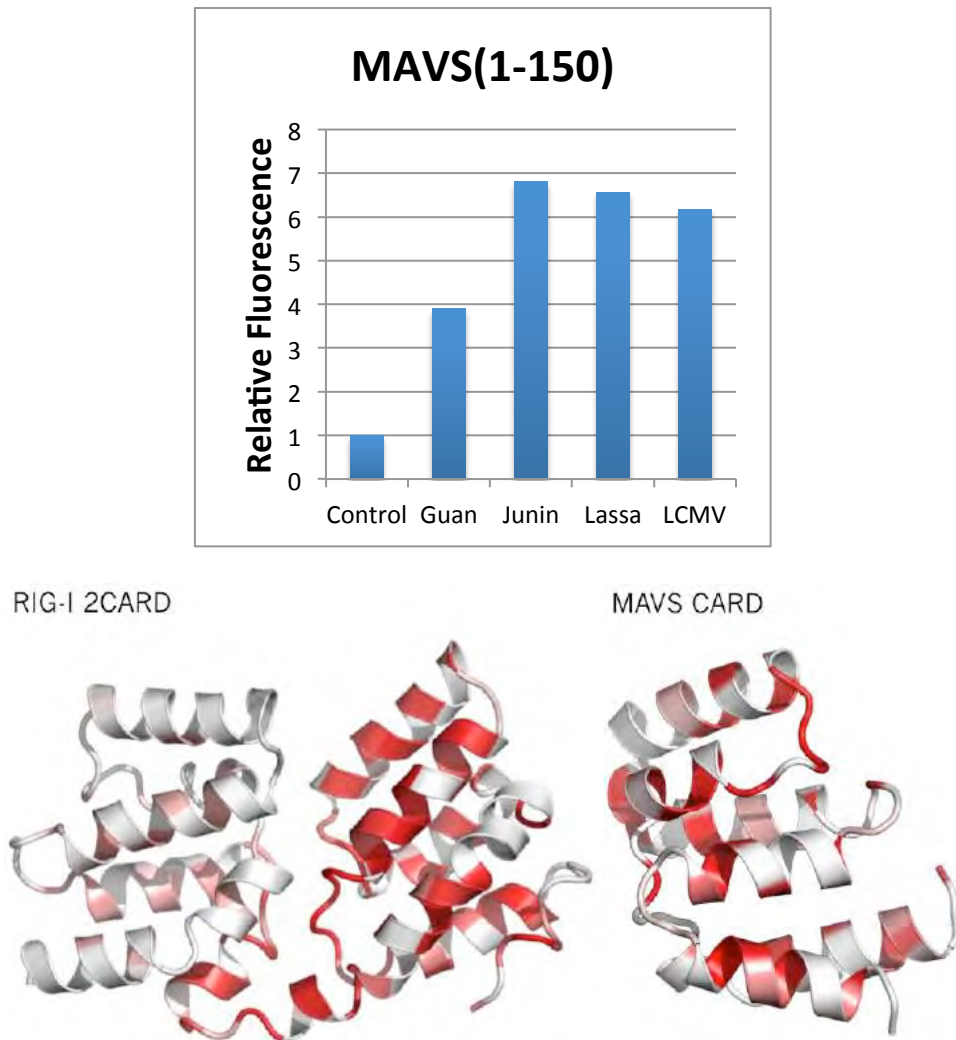 MAVS(1-150)
Relative Fluorescence
8
7
6
5
4
3
2
1
0
Control Guan Junin Lassa LCMV
RIG-I 2CARD
MAVS CARD